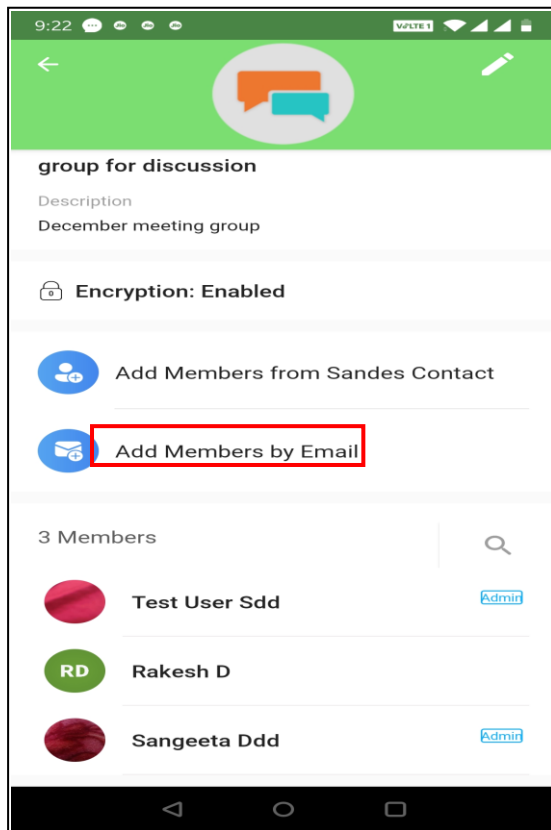 9:22
VoLTE 1
group for discussion
Description
December meeting group
Encryption: Enabled
Add Members from Sandes Contact
Add Members by Email
3 Members
Test User Sdd
Admin
RD
Rakesh D
Sangeeta Ddd
Admin